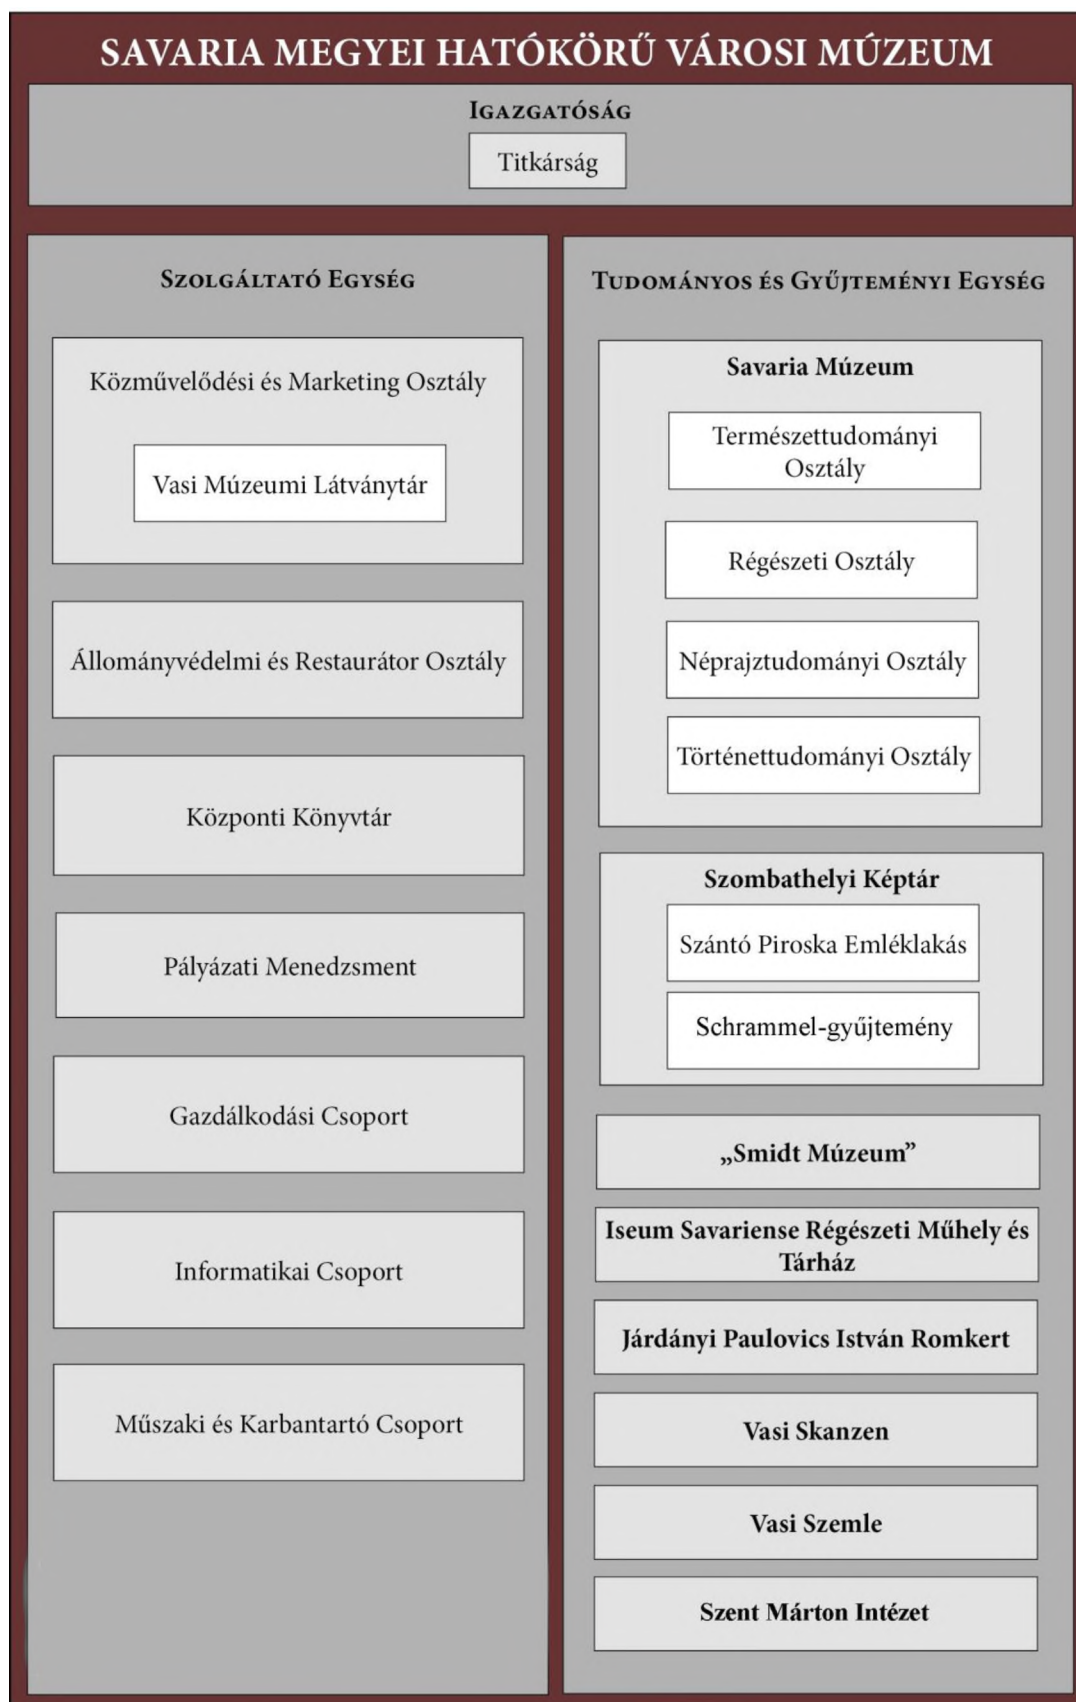 SAVARIA MEGYEI HATÓKÖRŰ VÁROSI MÚZEUM
IGAZGATÓSÁG
Titkárság
SZOLGÁLTATÓ EGYSÉG
Közművelődési és Marketing Osztály
Vasi Múzeumi Látványtár
Állományvédelmi és Restaurátor Osztály
Központi Könyvtár
Pályázati Menedzsment
Gazdálkodási Csoport
Informatikai Csoport
Műszaki és Karbantartó Csoport
TUDOMÁNYOS ÉS GYŰJTEMÉNYI EGYSÉG
Savaria Múzeum
Természettudományi
Osztály
Régészeti Osztály
Néprajztudományi Osztály
Történettudományi Osztály
Szombathelyi Képtár
Szántó Piroska Emléklakás
Schrammel-gyűjtemény
„Smidt Múzeum”
Iseum Savariense Régészeti Műhely és
Tárház
Járdányi Paulovics István Romkert
Vasi Skanzen
Vasi Szemle
Szent Márton Intézet